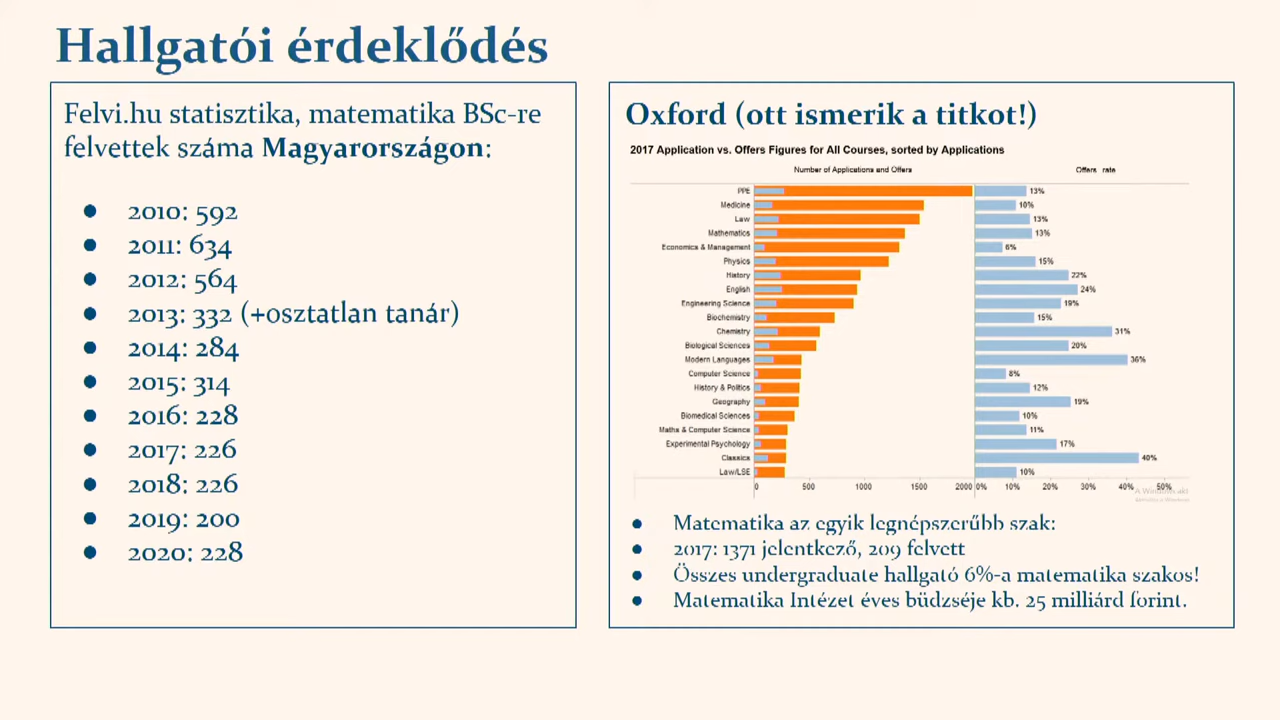 Hallgatói érdeklődés
Felvi.hu statisztika, matematika BSc-re
felvettek száma Magyarországon:
● 2010: 592
● 2011: 634
● 2012: 564
● 2013: 332 (+osztatlan tanár)
● 2014: 284
● 2015: 314
● 2016: 228
● 2017: 226
● 2018: 226
● 2019: 200
● 2020: 228
Oxford (ott ismerik a titkot!)
2017 Application vs. Offers Figures for All Courses, sorted by Applications
Number of Applications and Offers Offers rate
PPE 13%
Medicine 10%
Law 13%
Mathematics 13%
Economics & Management 6%
Physics 15%
History 22%
English 24%
Engineering Science 19%
Biochemistry 15%
Chemistry 31%
Biological Sciences 20%
Modern Languages 36%
Computer Science 8%
History & Politics 12%
Geography 19%
Biomedical Sciences 10%
Maths & Computer Science 11%
Experimental Psychology 17%
Classics 40%
Law/LSE 10%
0 500 1000 1500 2000 0% 10% 20% 30% 40% 50%
● Matematika az egyik legnépszerűbb szak:
● 2017: 1371 jelentkező, 209 felvett
● Összes undergraduate hallgató 6%-a matematika szakos!
● Matematika Intézet éves büdzséje kb. 25 milliárd forint.